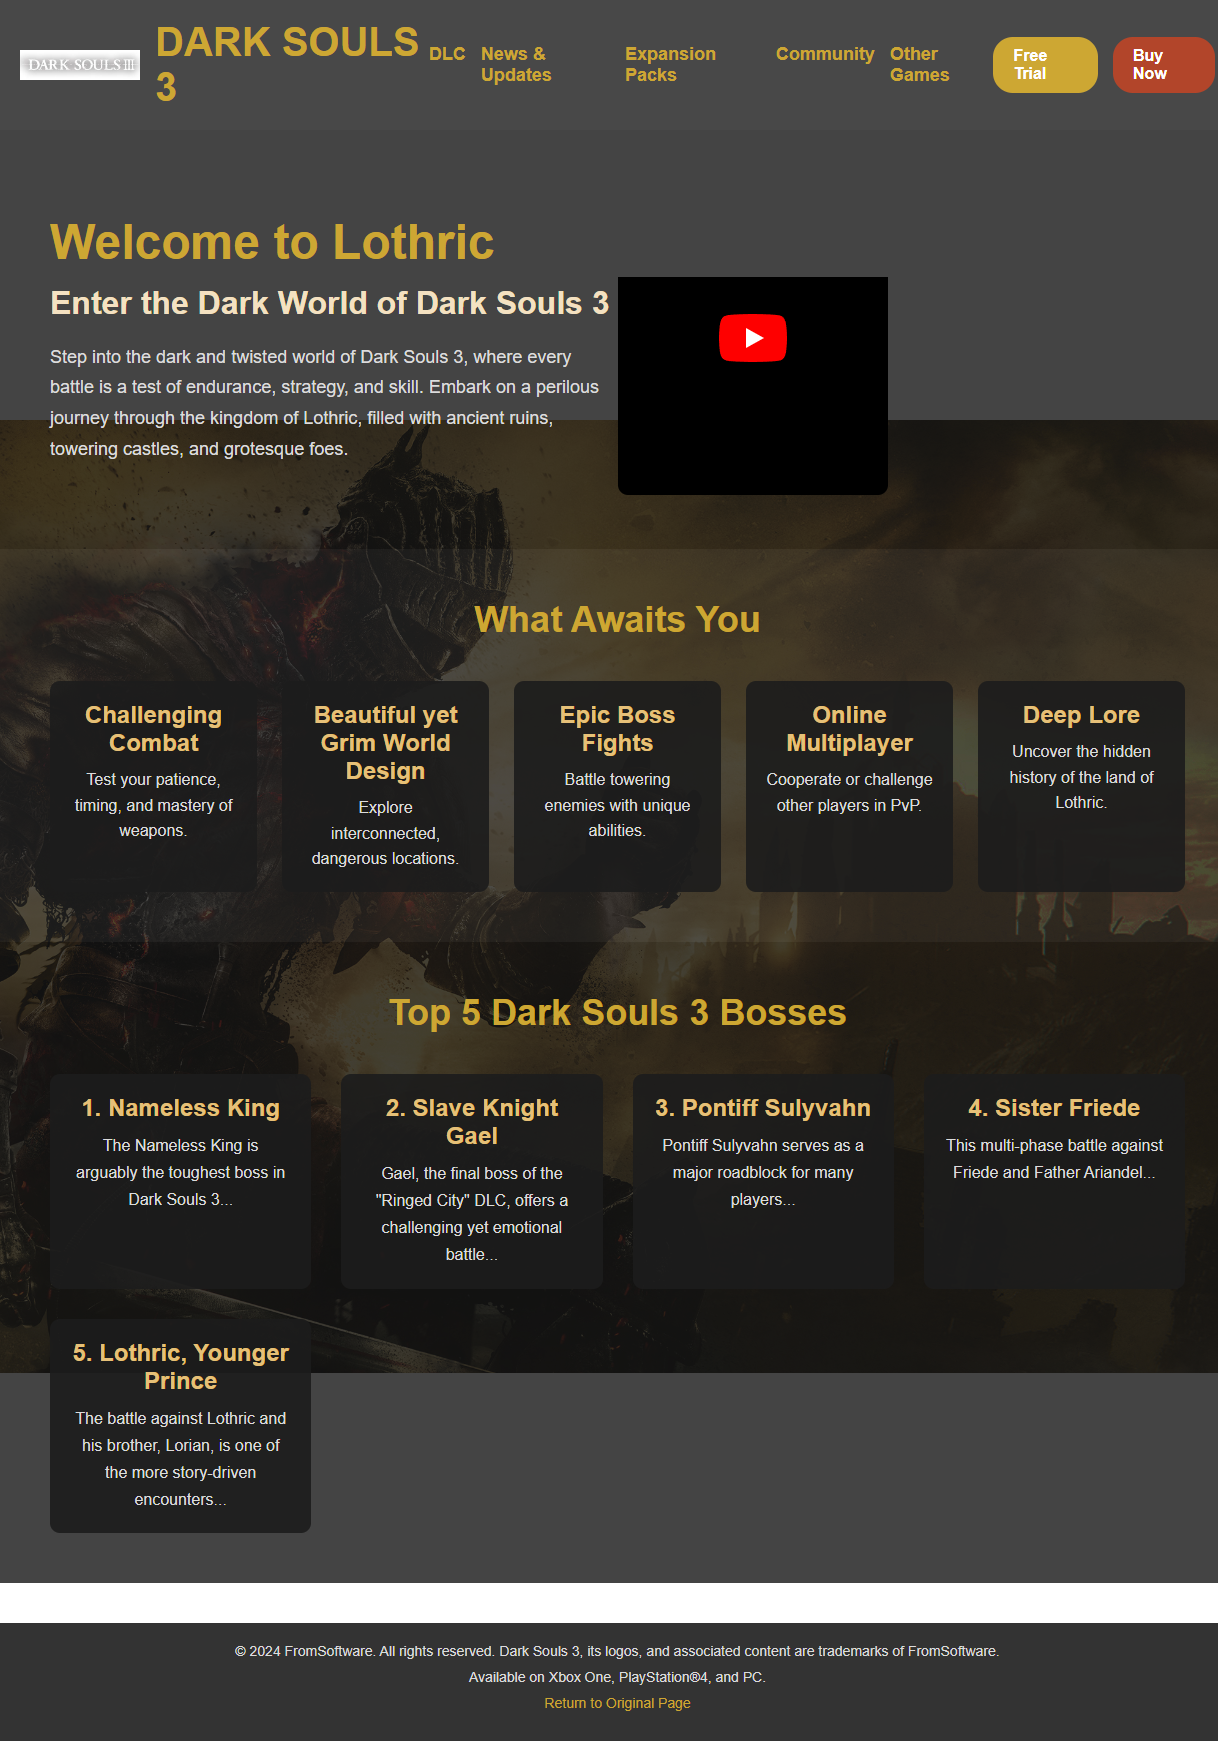 DARK SOULS III
DARK SOULS
3
DLC
News &
Updates
Expansion
Packs
Community
Other
Games
Free
Trial
Buy
Now
Welcome to Lothric
Enter the Dark World of Dark Souls 3
Step into the dark and twisted world of Dark Souls 3, where every
battle is a test of endurance, strategy, and skill. Embark on a perilous
journey through the kingdom of Lothric, filled with ancient ruins,
towering castles, and grotesque foes.
What Awaits You
Challenging
Combat
Test your patience,
timing, and mastery of
weapons.
Beautiful yet
Grim World
Design
Explore
interconnected,
dangerous locations.
Epic Boss
Fights
Battle towering
enemies with unique
abilities.
Online
Multiplayer
Cooperate or challenge
other players in PvP.
Deep Lore
Uncover the hidden
history of the land of
Lothric.
Top 5 Dark Souls 3 Bosses
1. Nameless King
The Nameless King is
arguably the toughest boss in
Dark Souls 3...
2. Slave Knight
Gael
Gael, the final boss of the
"Ringed City" DLC, offers a
challenging yet emotional
battle...
3. Pontiff Sulyvahn
Pontiff Sulyvahn serves as a
major roadblock for many
players...
4. Sister Friede
This multi-phase battle against
Friede and Father Ariandel...
5. Lothric, Younger
Prince
The battle against Lothric and
his brother, Lorian, is one of
the more story-driven
encounters...
© 2024 FromSoftware. All rights reserved. Dark Souls 3, its logos, and associated content are trademarks of FromSoftware.
Available on Xbox One, PlayStation®4, and PC.
Return to Original Page